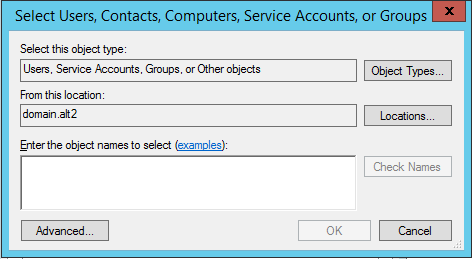 Select Users, Contacts, Computers, Service Accounts, or Groups
x
Select this object type:
Users, Service Accounts, Groups, or Other objects
Object Types...
From this location:
domain.alt2
Locations...
Enter the object names to select (examples):
Check Names
Advanced...
OK
Cancel